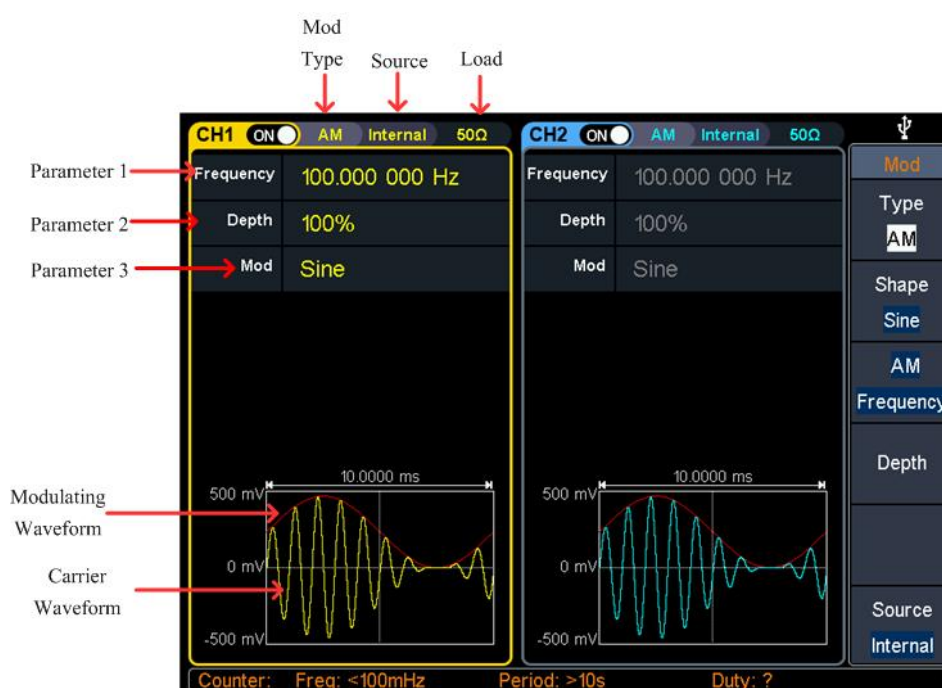 Mod
Type
Source
Load
CH1 ON AM Internal 50Ω
CH2 ON AM Internal 50Ω
Mod
Parameter 1
Frequency 100.000 000 Hz
Frequency 100.000 000 Hz
Type
AM
Parameter 2
Depth 100%
Depth 100%
Parameter 3
Mod Sine
Mod Sine
Shape
Sine
AM
Frequency
Depth
10.0000 ms
10.0000 ms
Modulating
Waveform
500 mV
500 mV
0 mV
0 mV
Carrier
Waveform
-500 mV
-500 mV
Source
Internal
Counter: Freq: <100mHz Period: >10s Duty: ?